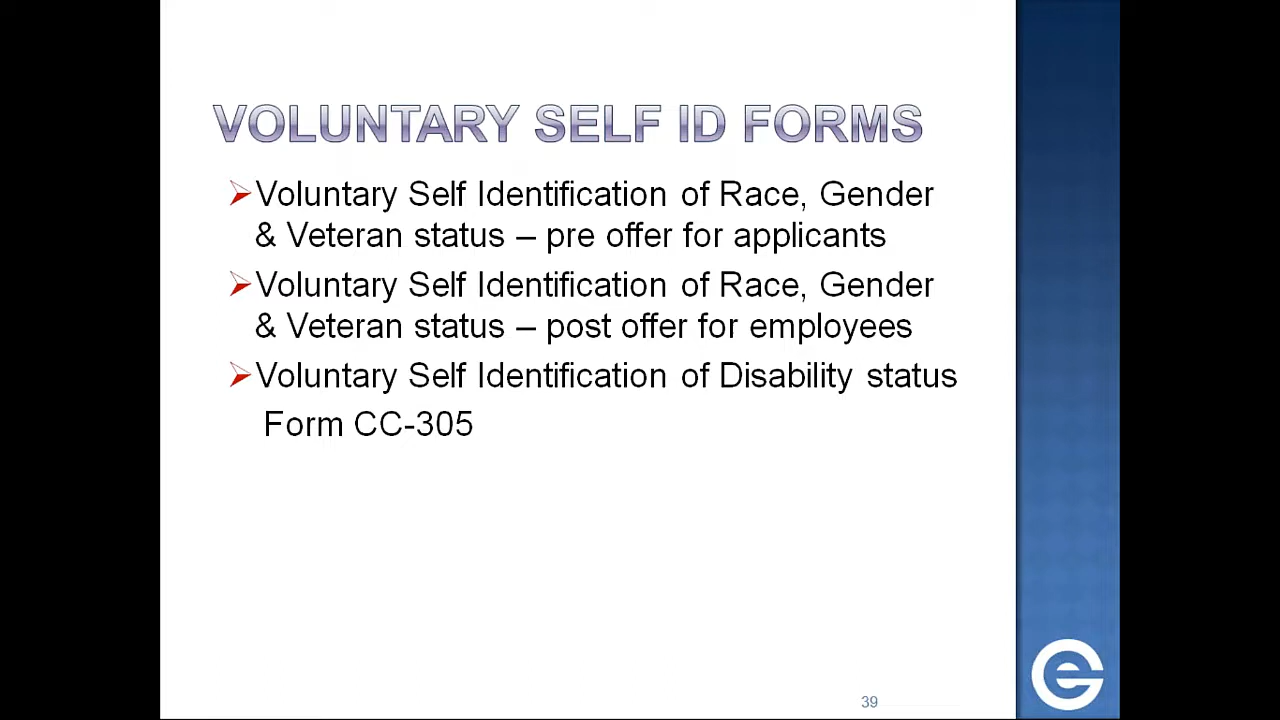 VOLUNTARY SELF ID FORMS
Voluntary Self Identification of Race, Gender
& Veteran status – pre offer for applicants
Voluntary Self Identification of Race, Gender
& Veteran status – post offer for employees
Voluntary Self Identification of Disability status
Form CC-305
39